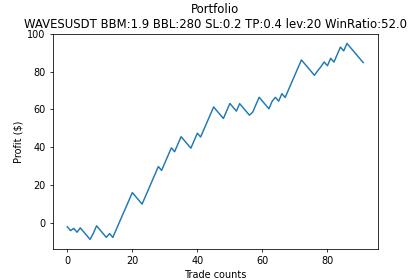 Portfolio
WAVESUSDT BBM:1.9 BBL:280 SL:0.2 TP:0.4 lev:20 WinRatio:52.0
100
80
60
40
20
0
Profit ($)
0 20 40 60 80
Trade counts